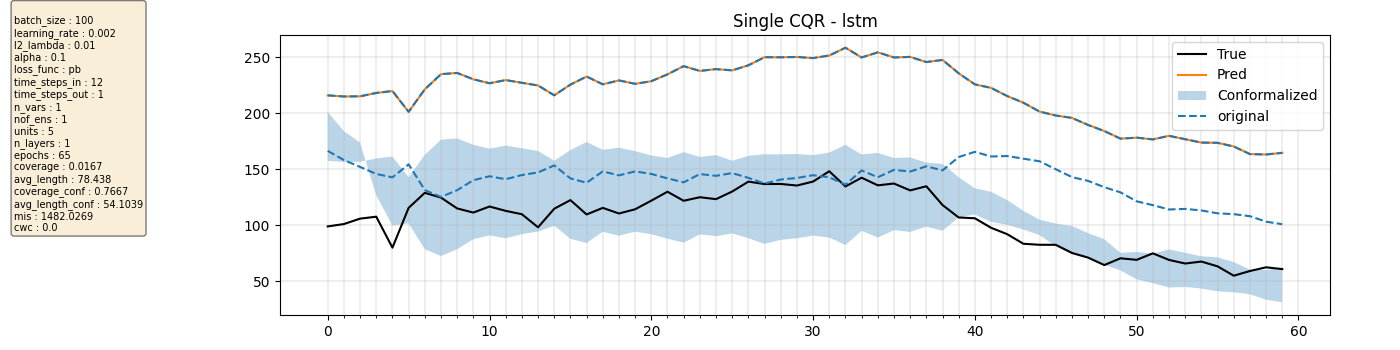 batch_size : 100
learning_rate : 0.002
l2_lambda : 0.01
alpha : 0.1
loss_func : pb
time_steps_in : 12
time_steps_out : 1
n_vars : 1
nof_ens : 1
units : 5
n_layers : 1
epochs : 65
coverage : 0.0167
avg_length : 78.438
coverage_conf : 0.7667
avg_length_conf : 54.1039
mis : 1482.0269
cwc : 0.0
Single CQR - lstm
250
200
150
100
50
0 10 20 30 40 50 60
True
Pred
Conformalized
original